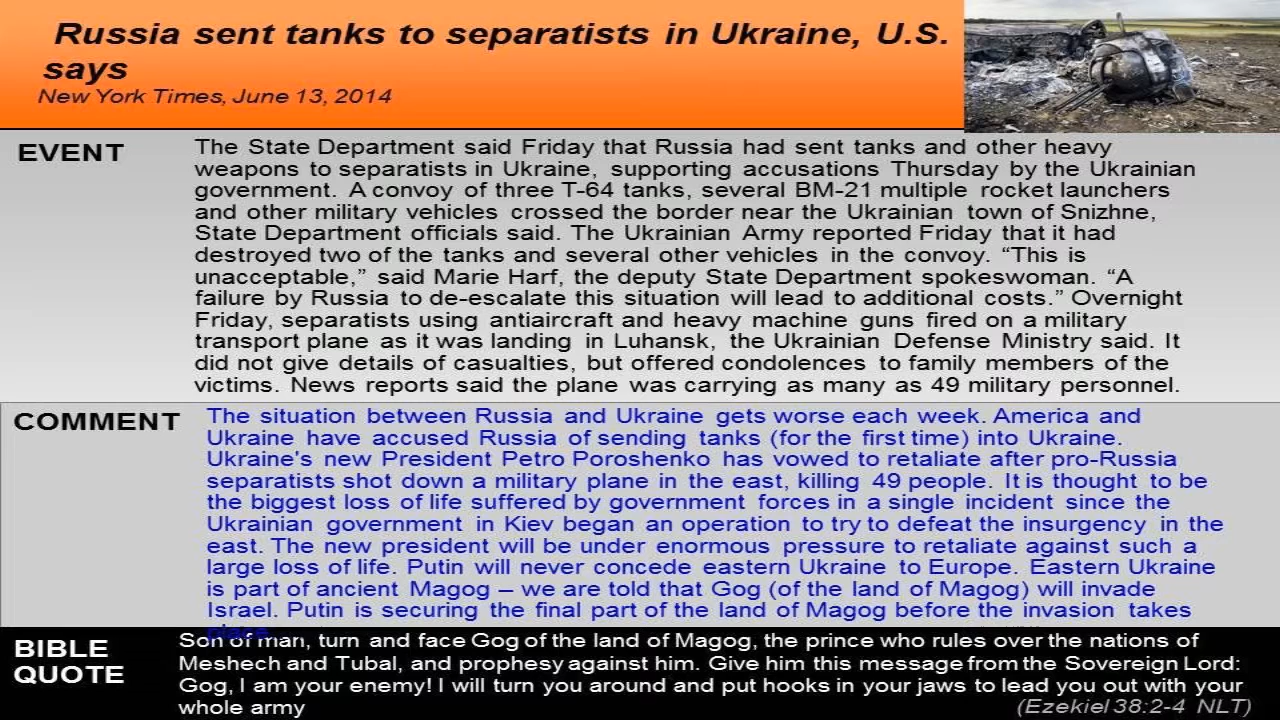 Russia sent tanks to separatists in Ukraine, U.S.
says
New York Times, June 13, 2014
EVENT
The State Department said Friday that Russia had sent tanks and other heavy
weapons to separatists in Ukraine, supporting accusations Thursday by the Ukrainian
government. A convoy of three T-64 tanks, several BM-21 multiple rocket launchers
and other military vehicles crossed the border near the Ukrainian town of Snizhne,
State Department officials said. The Ukrainian Army reported Friday that it had
destroyed two of the tanks and several other vehicles in the convoy. “This is
unacceptable,” said Marie Harf, the deputy State Department spokeswoman. “A
failure by Russia to de-escalate this situation will lead to additional costs.” Overnight
Friday, separatists using antiaircraft and heavy machine guns fired on a military
transport plane as it was landing in Luhansk, the Ukrainian Defense Ministry said. It
did not give details of casualties, but offered condolences to family members of the
victims. News reports said the plane was carrying as many as 49 military personnel.
COMMENT
The situation between Russia and Ukraine gets worse each week. America and
Ukraine have accused Russia of sending tanks (for the first time) into Ukraine.
Ukraine's new President Petro Poroshenko has vowed to retaliate after pro-Russia
separatists shot down a military plane in the east, killing 49 people. It is thought to be
the biggest loss of life suffered by government forces in a single incident since the
Ukrainian government in Kiev began an operation to try to defeat the insurgency in the
east. The new president will be under enormous pressure to retaliate against such a
large loss of life. Putin will never concede eastern Ukraine to Europe. Eastern Ukraine
is part of ancient Magog – we are told that Gog (of the land of Magog) will invade
Israel. Putin is securing the final part of the land of Magog before the invasion takes
place
BIBLE
QUOTE
Son of man, turn and face Gog of the land of Magog, the prince who rules over the nations of
Meshech and Tubal, and prophesy against him. Give him this message from the Sovereign Lord:
Gog, I am your enemy! I will turn you around and put hooks in your jaws to lead you out with your
whole army
(Ezekiel 38:2-4 NLT)